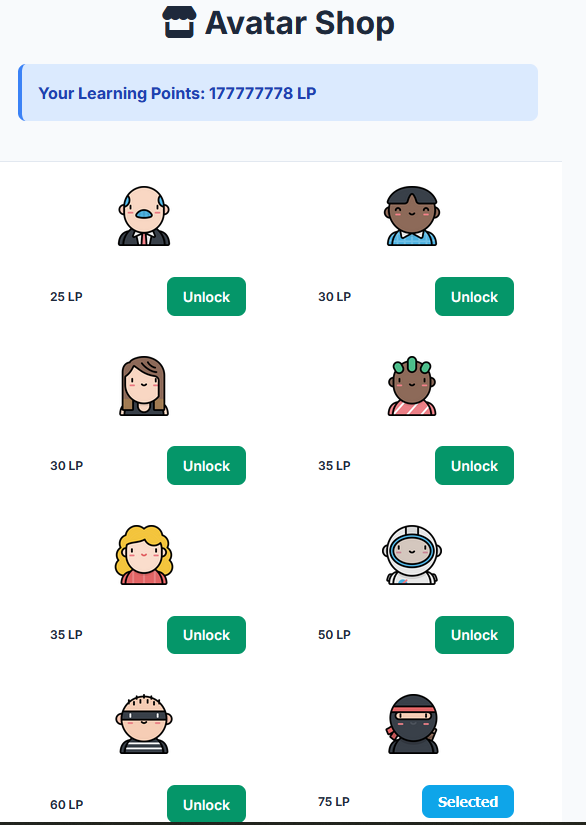 Avatar Shop
Your Learning Points: 177777778 LP
25 LP Unlock 30 LP Unlock
30 LP Unlock 35 LP Unlock
35 LP Unlock 50 LP Unlock
60 LP Unlock 75 LP Selected